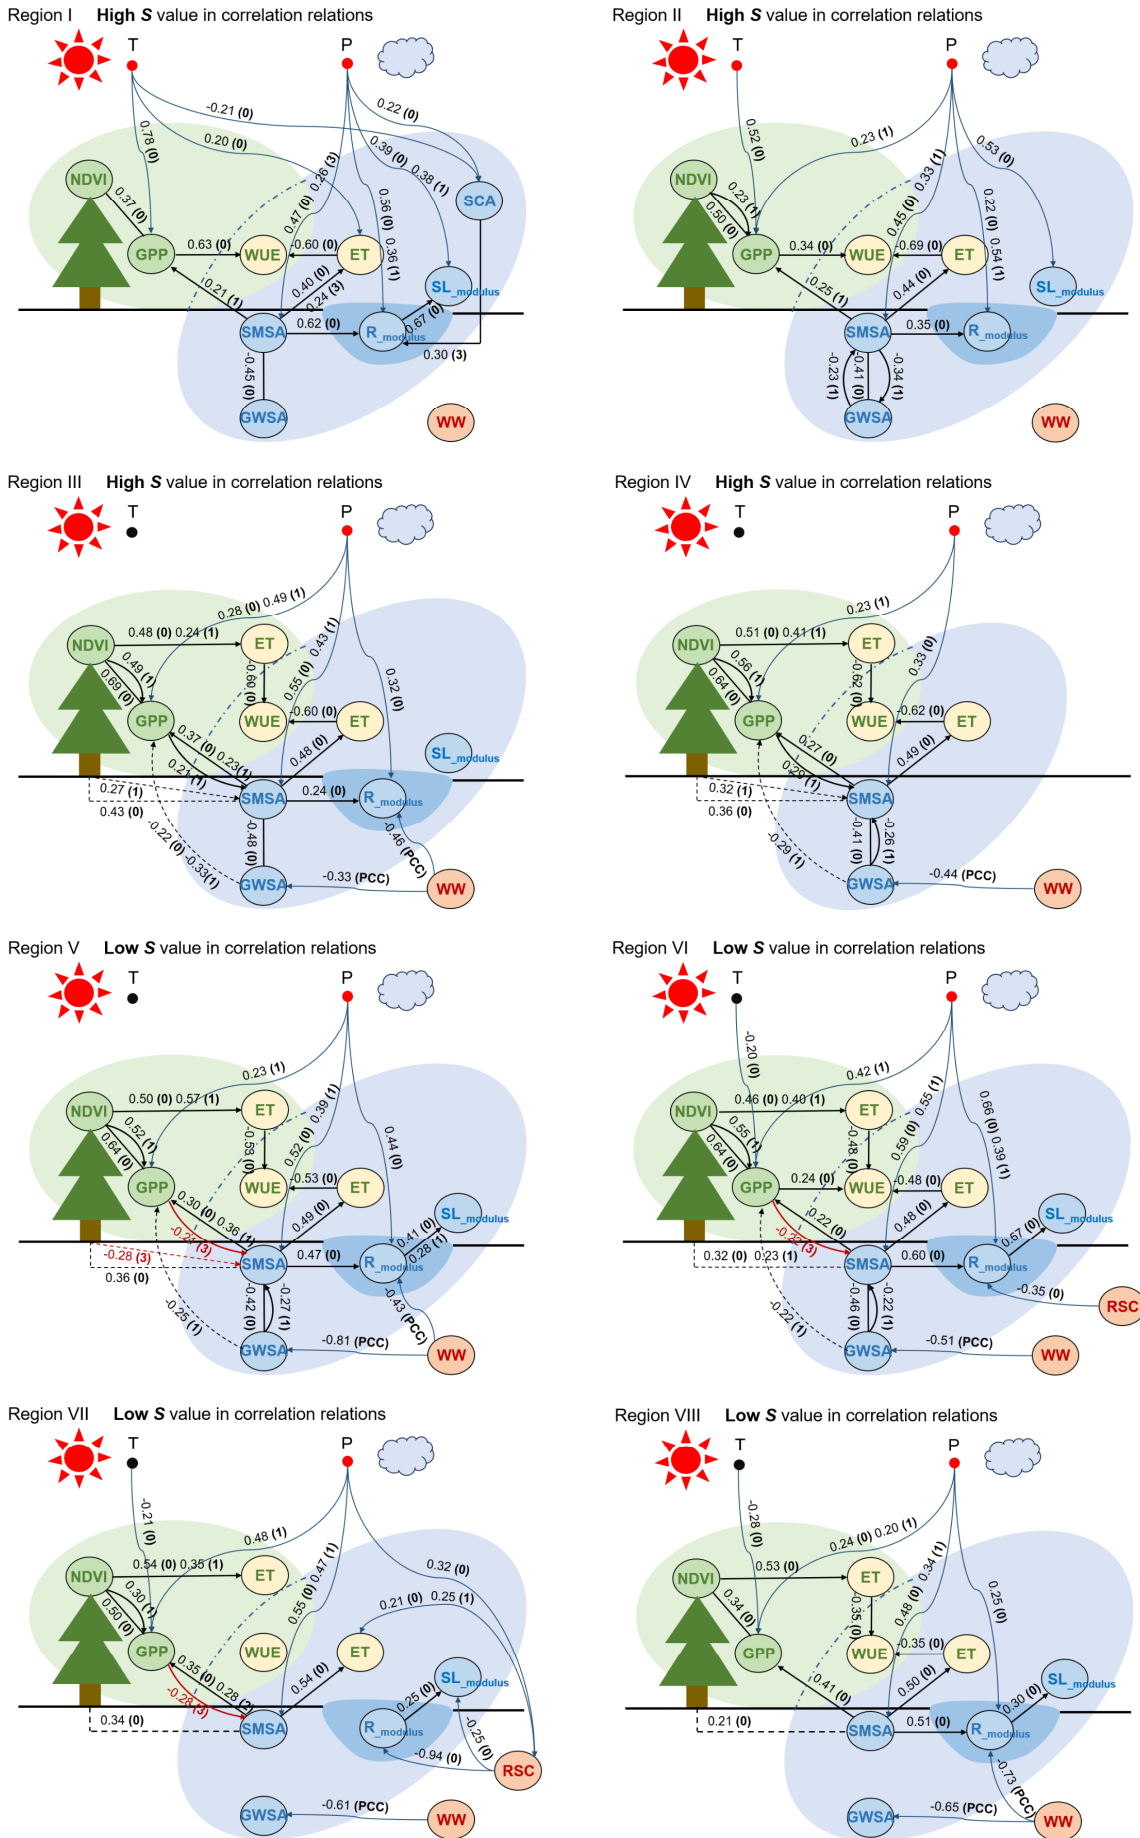 Region I High S value in correlation relations
T
P
-0.21 (0)
0.22 (0)
0.78 (0)
0.20 (0)
0.39 (0)
0.38 (1)
0.26 (3)
0.47 (0)
0.56 (0)
0.36 (1)
NDVI
SCA
0.37 (0)
GPP
0.63 (0)
WUE
-0.60 (0)
ET
0.21 (1)
0.40 (0)
0.24 (3)
SL_modulus
SMSA
0.62 (0)
R_modulus
0.67 (0)
0.30 (3)
-0.45 (0)
GWSA
WW
Region II High S value in correlation relations
T
P
0.52 (0)
0.23 (1)
0.53 (0)
0.33 (1)
0.45 (0)
0.22 (0)
0.54 (1)
NDVI
0.23 (1)
0.50 (0)
GPP
0.34 (0)
WUE
-0.69 (0)
ET
0.25 (1)
0.44 (0)
SL_modulus
SMSA
0.35 (0)
R_modulus
-0.23 (1)
-0.41 (0)
-0.34 (1)
GWSA
WW
Region III High S value in correlation relations
T
P
0.28 (0) 0.49 (1)
0.43 (1)
0.55 (0)
0.32 (0)
NDVI
0.48 (0) 0.24 (1)
ET
0.49 (1)
0.69 (0)
-0.60 (0)
GPP
WUE
-0.60 (0)
ET
0.37 (0) 0.23(1)
0.21 (1)
0.48 (0)
SL_modulus
0.27 (1)
0.43 (0)
SMSA
0.24 (0)
R_modulus
-0.22 (0) -0.33(1)
-0.48 (0)
-0.46 (PCC)
GWSA
-0.33 (PCC)
WW
Region IV High S value in correlation relations
T
P
0.23 (1)
0.33 (0)
NDVI
0.51 (0) 0.41 (1)
ET
0.56 (1)
0.64 (0)
-0.62 (0)
GPP
WUE
-0.62 (0)
ET
0.27 (0)
0.29 (1)
0.49 (0)
0.32 (1)
0.36 (0)
SMSA
-0.29 (1)
-0.41 (0)
-0.26 (1)
GWSA
-0.44 (PCC)
WW
Region V Low S value in correlation relations
T
P
0.23 (1)
0.39 (1)
0.52 (0)
0.44 (0)
NDVI
0.50 (0) 0.57 (1)
ET
0.52 (1)
0.64 (0)
-0.53 (0)
GPP
WUE
-0.53 (0)
ET
0.30 (0) 0.36 (1)
-0.21 (3)
0.49 (0)
SL_modulus
0.41 (0)
0.28 (1)
-0.28 (3)
0.36 (0)
SMSA
0.47 (0)
R_modulus
-0.25 (1)
-0.42 (0)
-0.27 (1)
-0.43 (PCC)
GWSA
-0.81 (PCC)
WW
Region VI Low S value in correlation relations
T
P
-0.20 (0)
0.42 (1)
0.55 (1)
0.59 (0)
0.66 (0)
0.39 (1)
NDVI
0.46 (0) 0.40 (1)
ET
0.55 (1)
0.64 (0)
-0.48 (0)
GPP
0.24 (0)
WUE
-0.48 (0)
ET
0.22 (0)
-0.22 (3)
0.48 (0)
SL_modulus
0.57 (0)
0.32 (0) 0.23 (1)
SMSA
0.60 (0)
R_modulus
-0.35 (0)
RSC
-0.22 (1)
-0.46 (0)
-0.22 (1)
GWSA
-0.51 (PCC)
WW
Region VII Low S value in correlation relations
T
P
-0.21 (0)
0.48 (1)
0.47 (1)
0.55 (0)
0.32 (0)
NDVI
0.54 (0) 0.35 (1)
ET
0.30 (1)
0.50 (0)
0.21 (0) 0.25 (1)
GPP
WUE
ET
0.35 (0) 0.28 (2)
-0.28 (3)
0.54 (0)
SL_modulus
0.25 (0)
0.34 (0)
SMSA
R_modulus
-0.25 (0)
-0.94 (0)
RSC
GWSA
-0.61 (PCC)
WW
Region VIII Low S value in correlation relations
T
P
-0.28 (0)
0.24 (0) 0.20 (1)
0.34 (1)
0.48 (0)
0.25 (0)
NDVI
0.53 (0)
ET
0.34 (0)
-0.35 (0)
GPP
WUE
-0.35 (0)
ET
0.41 (0)
0.50 (0)
SL_modulus
0.30 (0)
0.21 (0)
SMSA
0.51 (0)
R_modulus
-0.73 (PCC)
GWSA
-0.65 (PCC)
WW